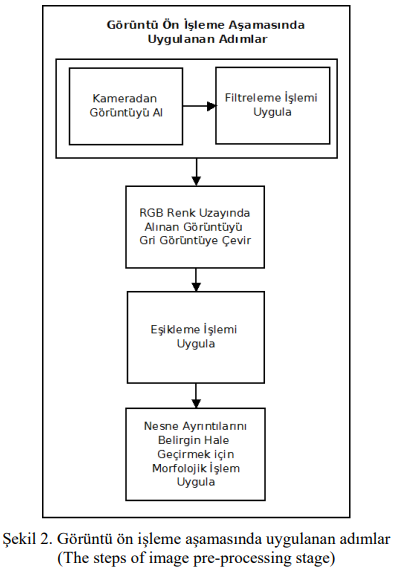 Görüntü Ön İşleme Aşamasında
Uygulanan Adımlar
Kameradan
Görüntüyü Al
Filtreleme İşlemi
Uygula
RGB Renk Uzayında
Alınan Görüntüyü
Gri Görüntüye Çevir
Eşikleme İşlemi
Uygula
Nesne Ayrıntılarını
Belirgin Hale
Geçirmek için
Morfolojik İşlem
Uygula
Şekil 2. Görüntü ön işleme aşamasında uygulanan adımlar
(The steps of image pre-processing stage)